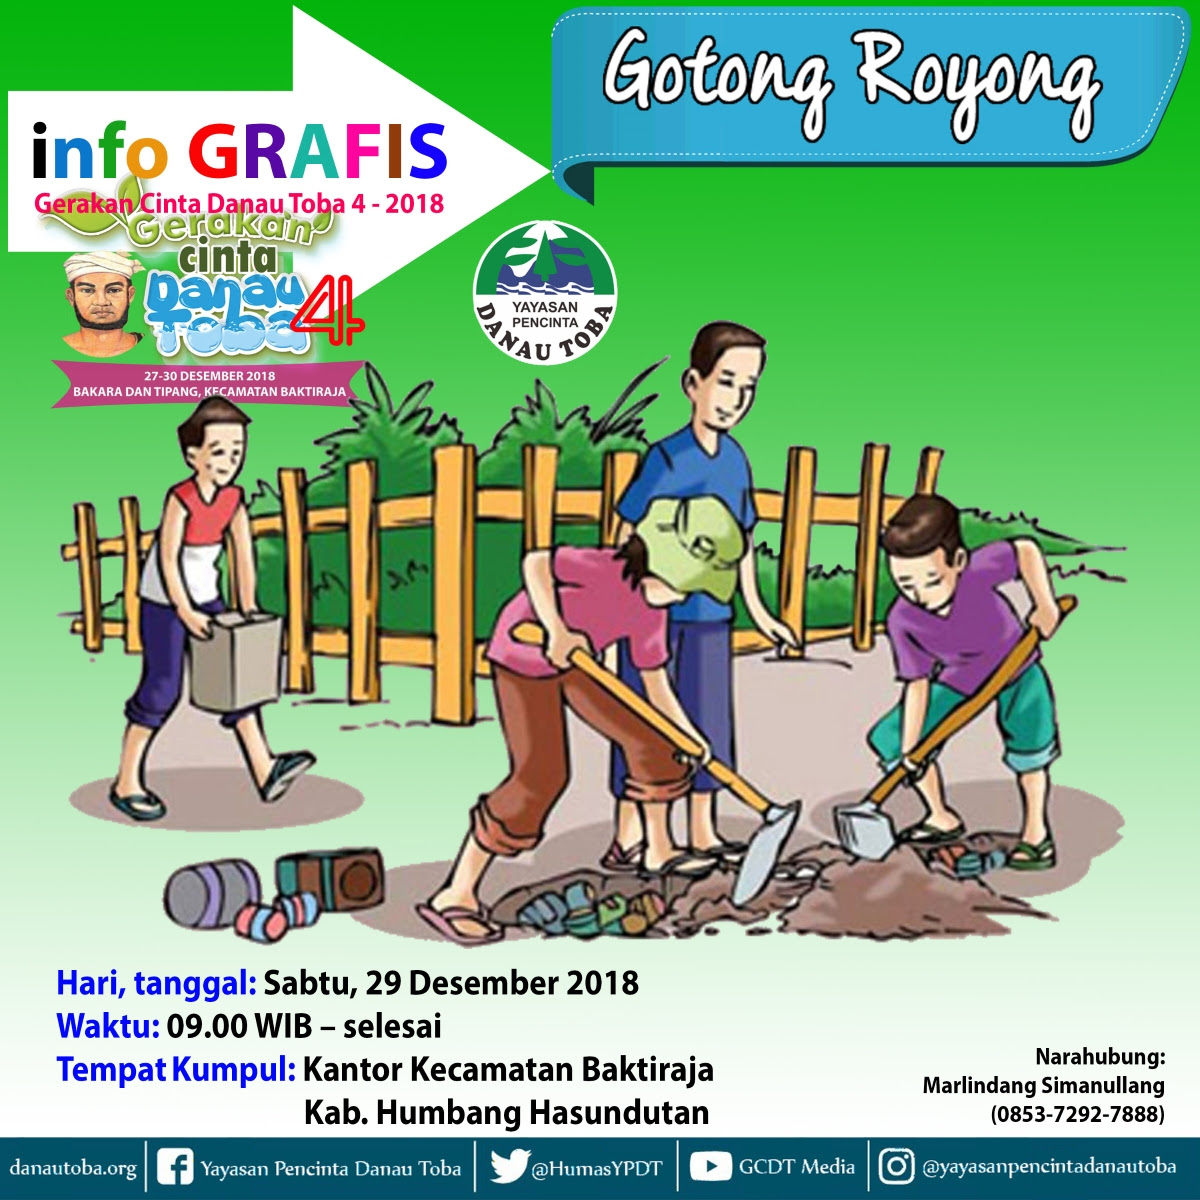 Gotong Royong
info GRAFIS
Gerakan Cinta Danau Toba 4 - 2018
Gerakan
cinta
Danau
Toba 4
27-30 DESEMBER 2018
BAKARA DAN TIPANG, KECAMATAN BAKTIRAJA
YAYASAN
PENCINTA
DANAU TOBA
Hari, tanggal: Sabtu, 29 Desember 2018
Waktu: 09.00 WIB – selesai
Tempat Kumpul: Kantor Kecamatan Baktiraja
Kab. Humbang Hasundutan
Narahubung:
Marlindang Simanullang
(0853-7292-7888)
danautoba.org
Yayasan Pencinta Danau Toba
@HumasYPDT
GCDT Media
@yayasanpencintadanautoba